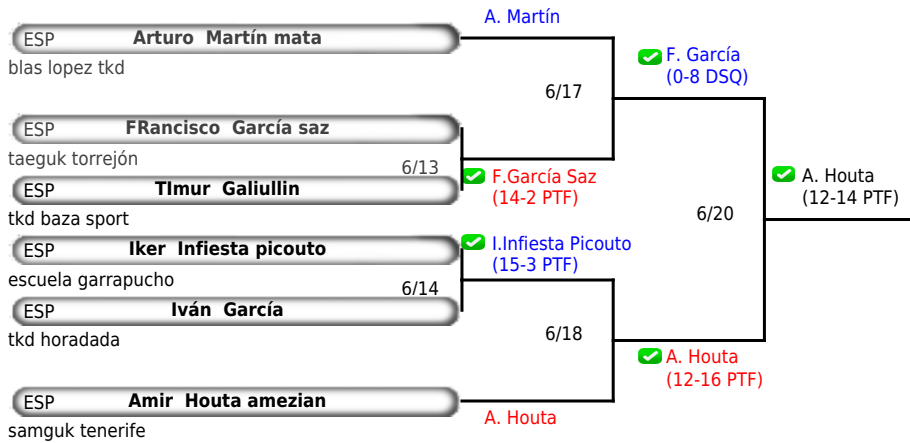 A. Martín
ESP Arturo Martín mata
blas lopez tkd
F. García
(0-8 DSQ)
6/17
ESP FRancisco García saz
taeguk torrejón
6/13
F.García Saz
(14-2 PTF)
ESP TImur Galiullin
tkd baza sport
A. Houta
(12-14 PTF)
6/20
ESP Iker Infiesta picouto
escuela garrapucho
I.Infiesta Picouto
(15-3 PTF)
6/14
ESP Iván García
tkd horadada
6/18
A. Houta
(12-16 PTF)
ESP Amir Houta amezian
samguk tenerife
A. Houta